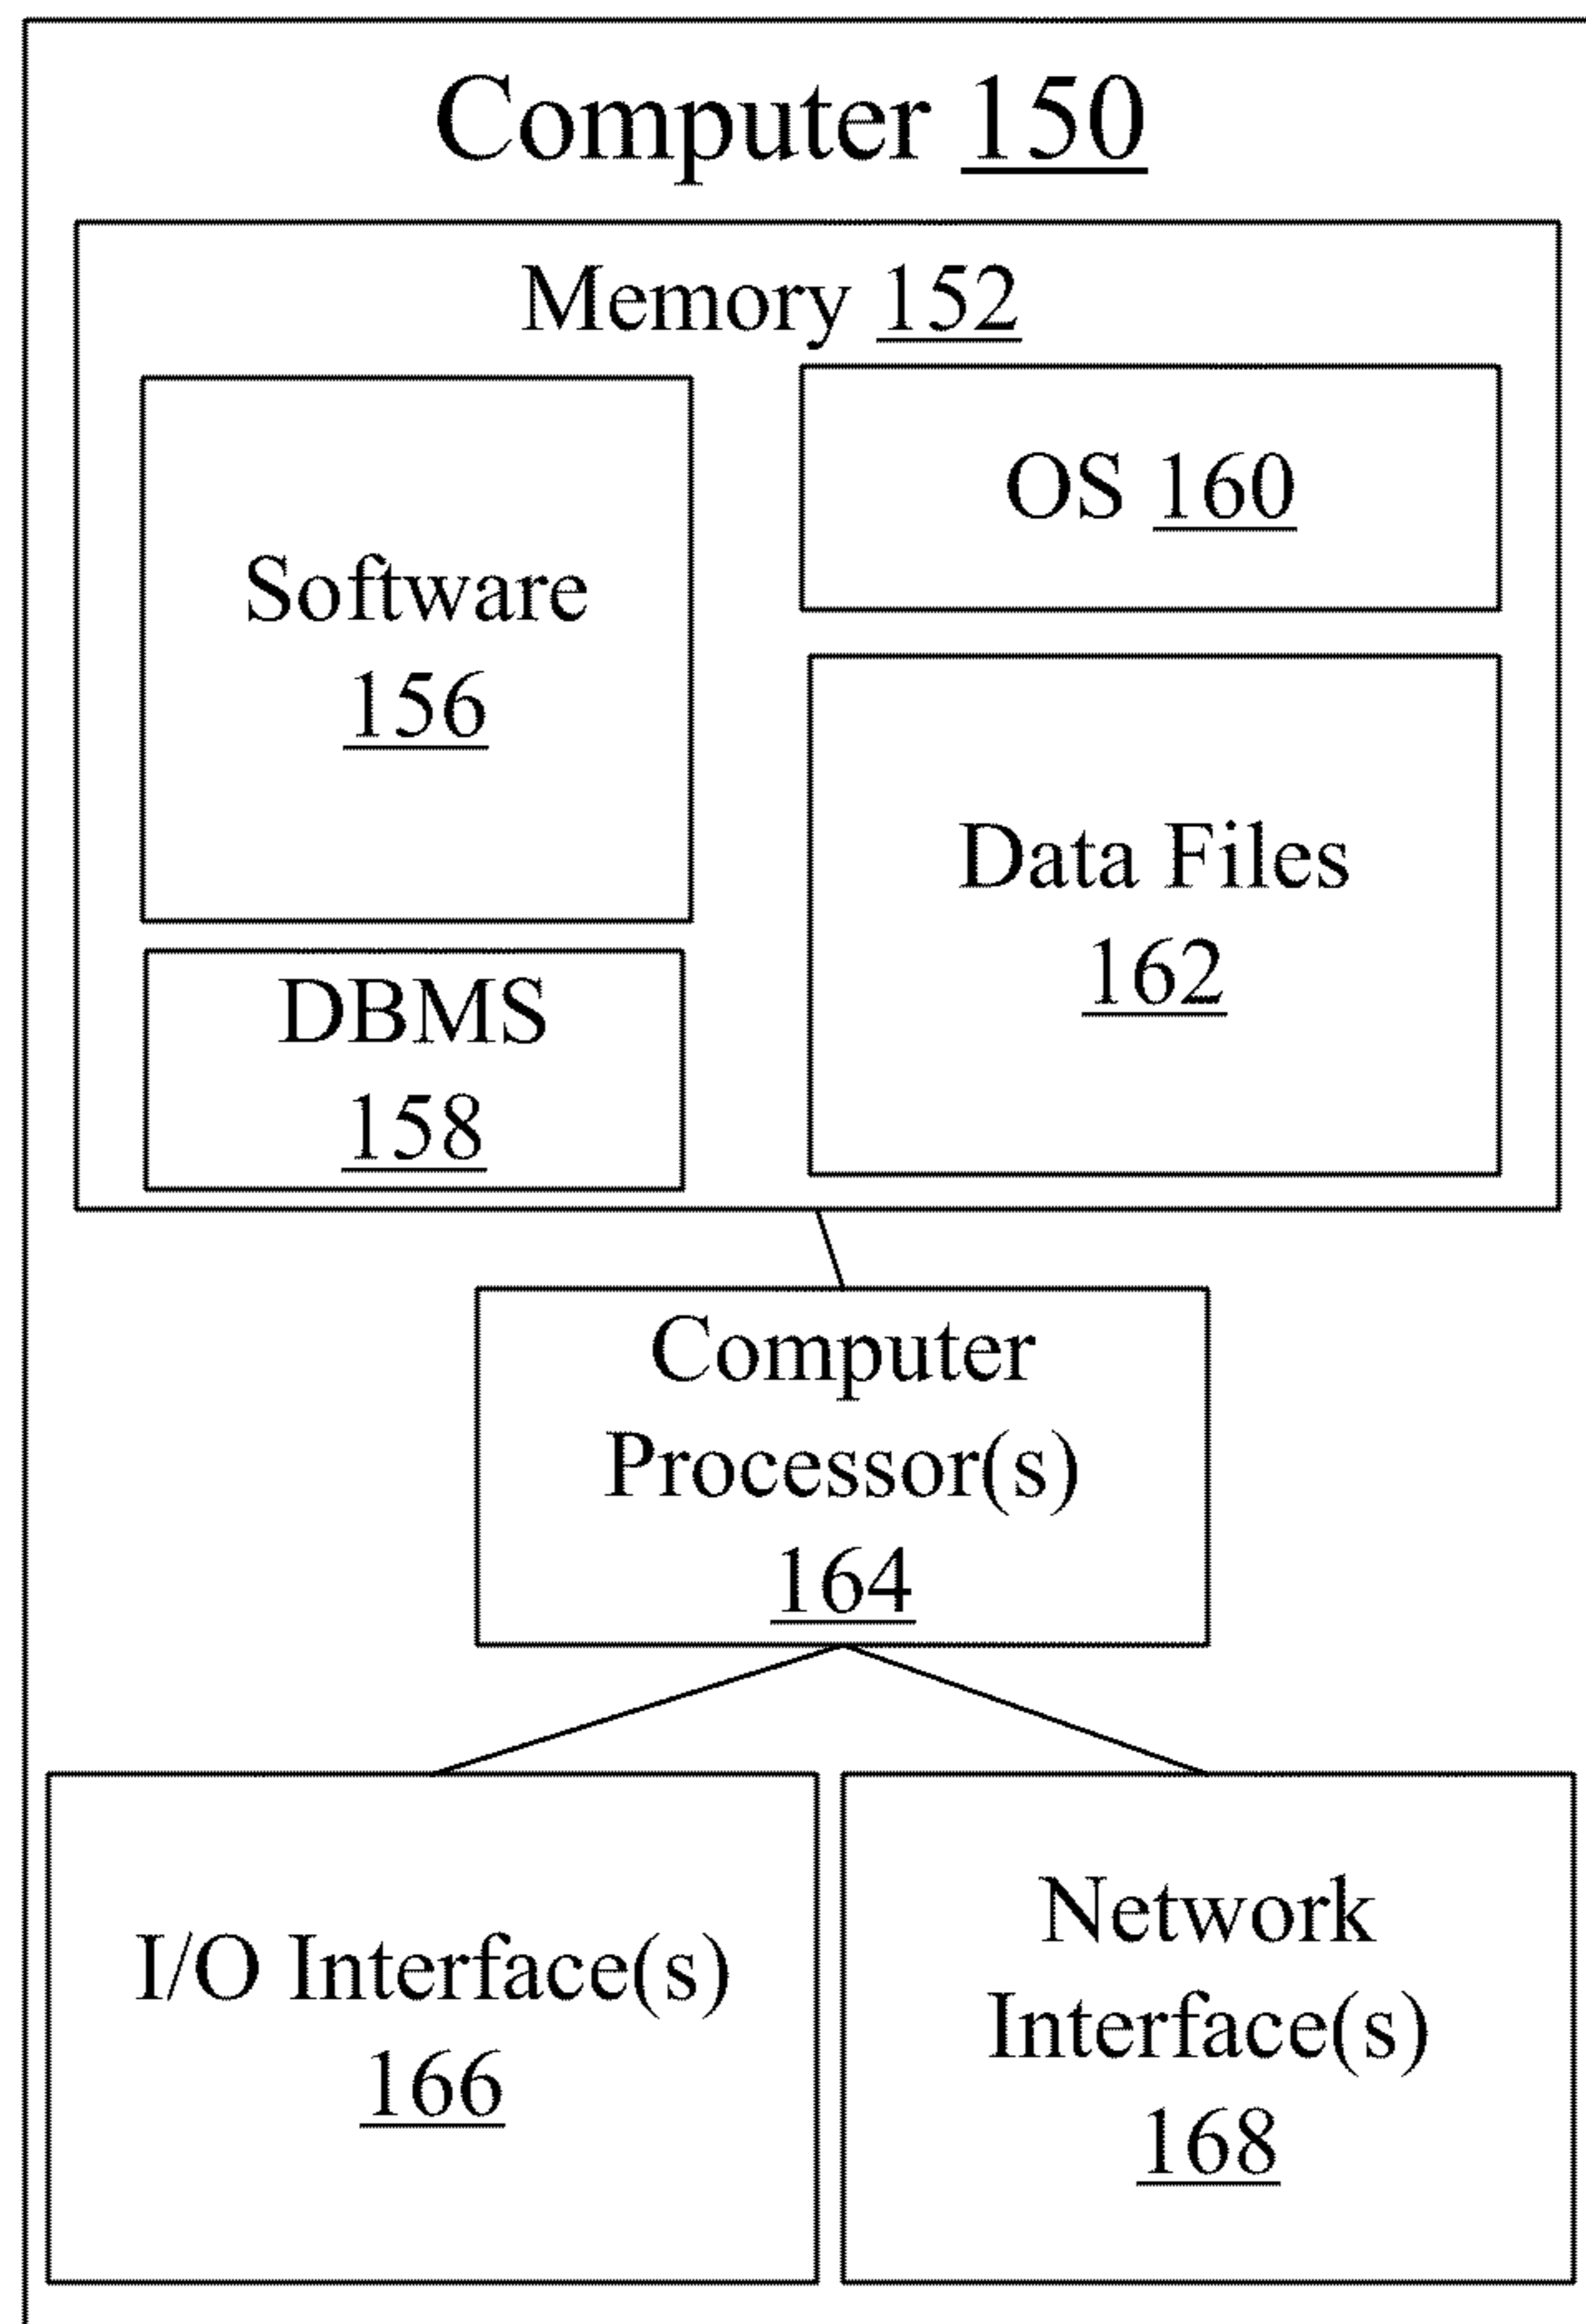 Computer 150
Memory 152
Software
156
OS 160
Data Files
162
DBMS
158
Computer
Processor(s)
164
I/O Interface(s)
166
Network
Interface(s)
168